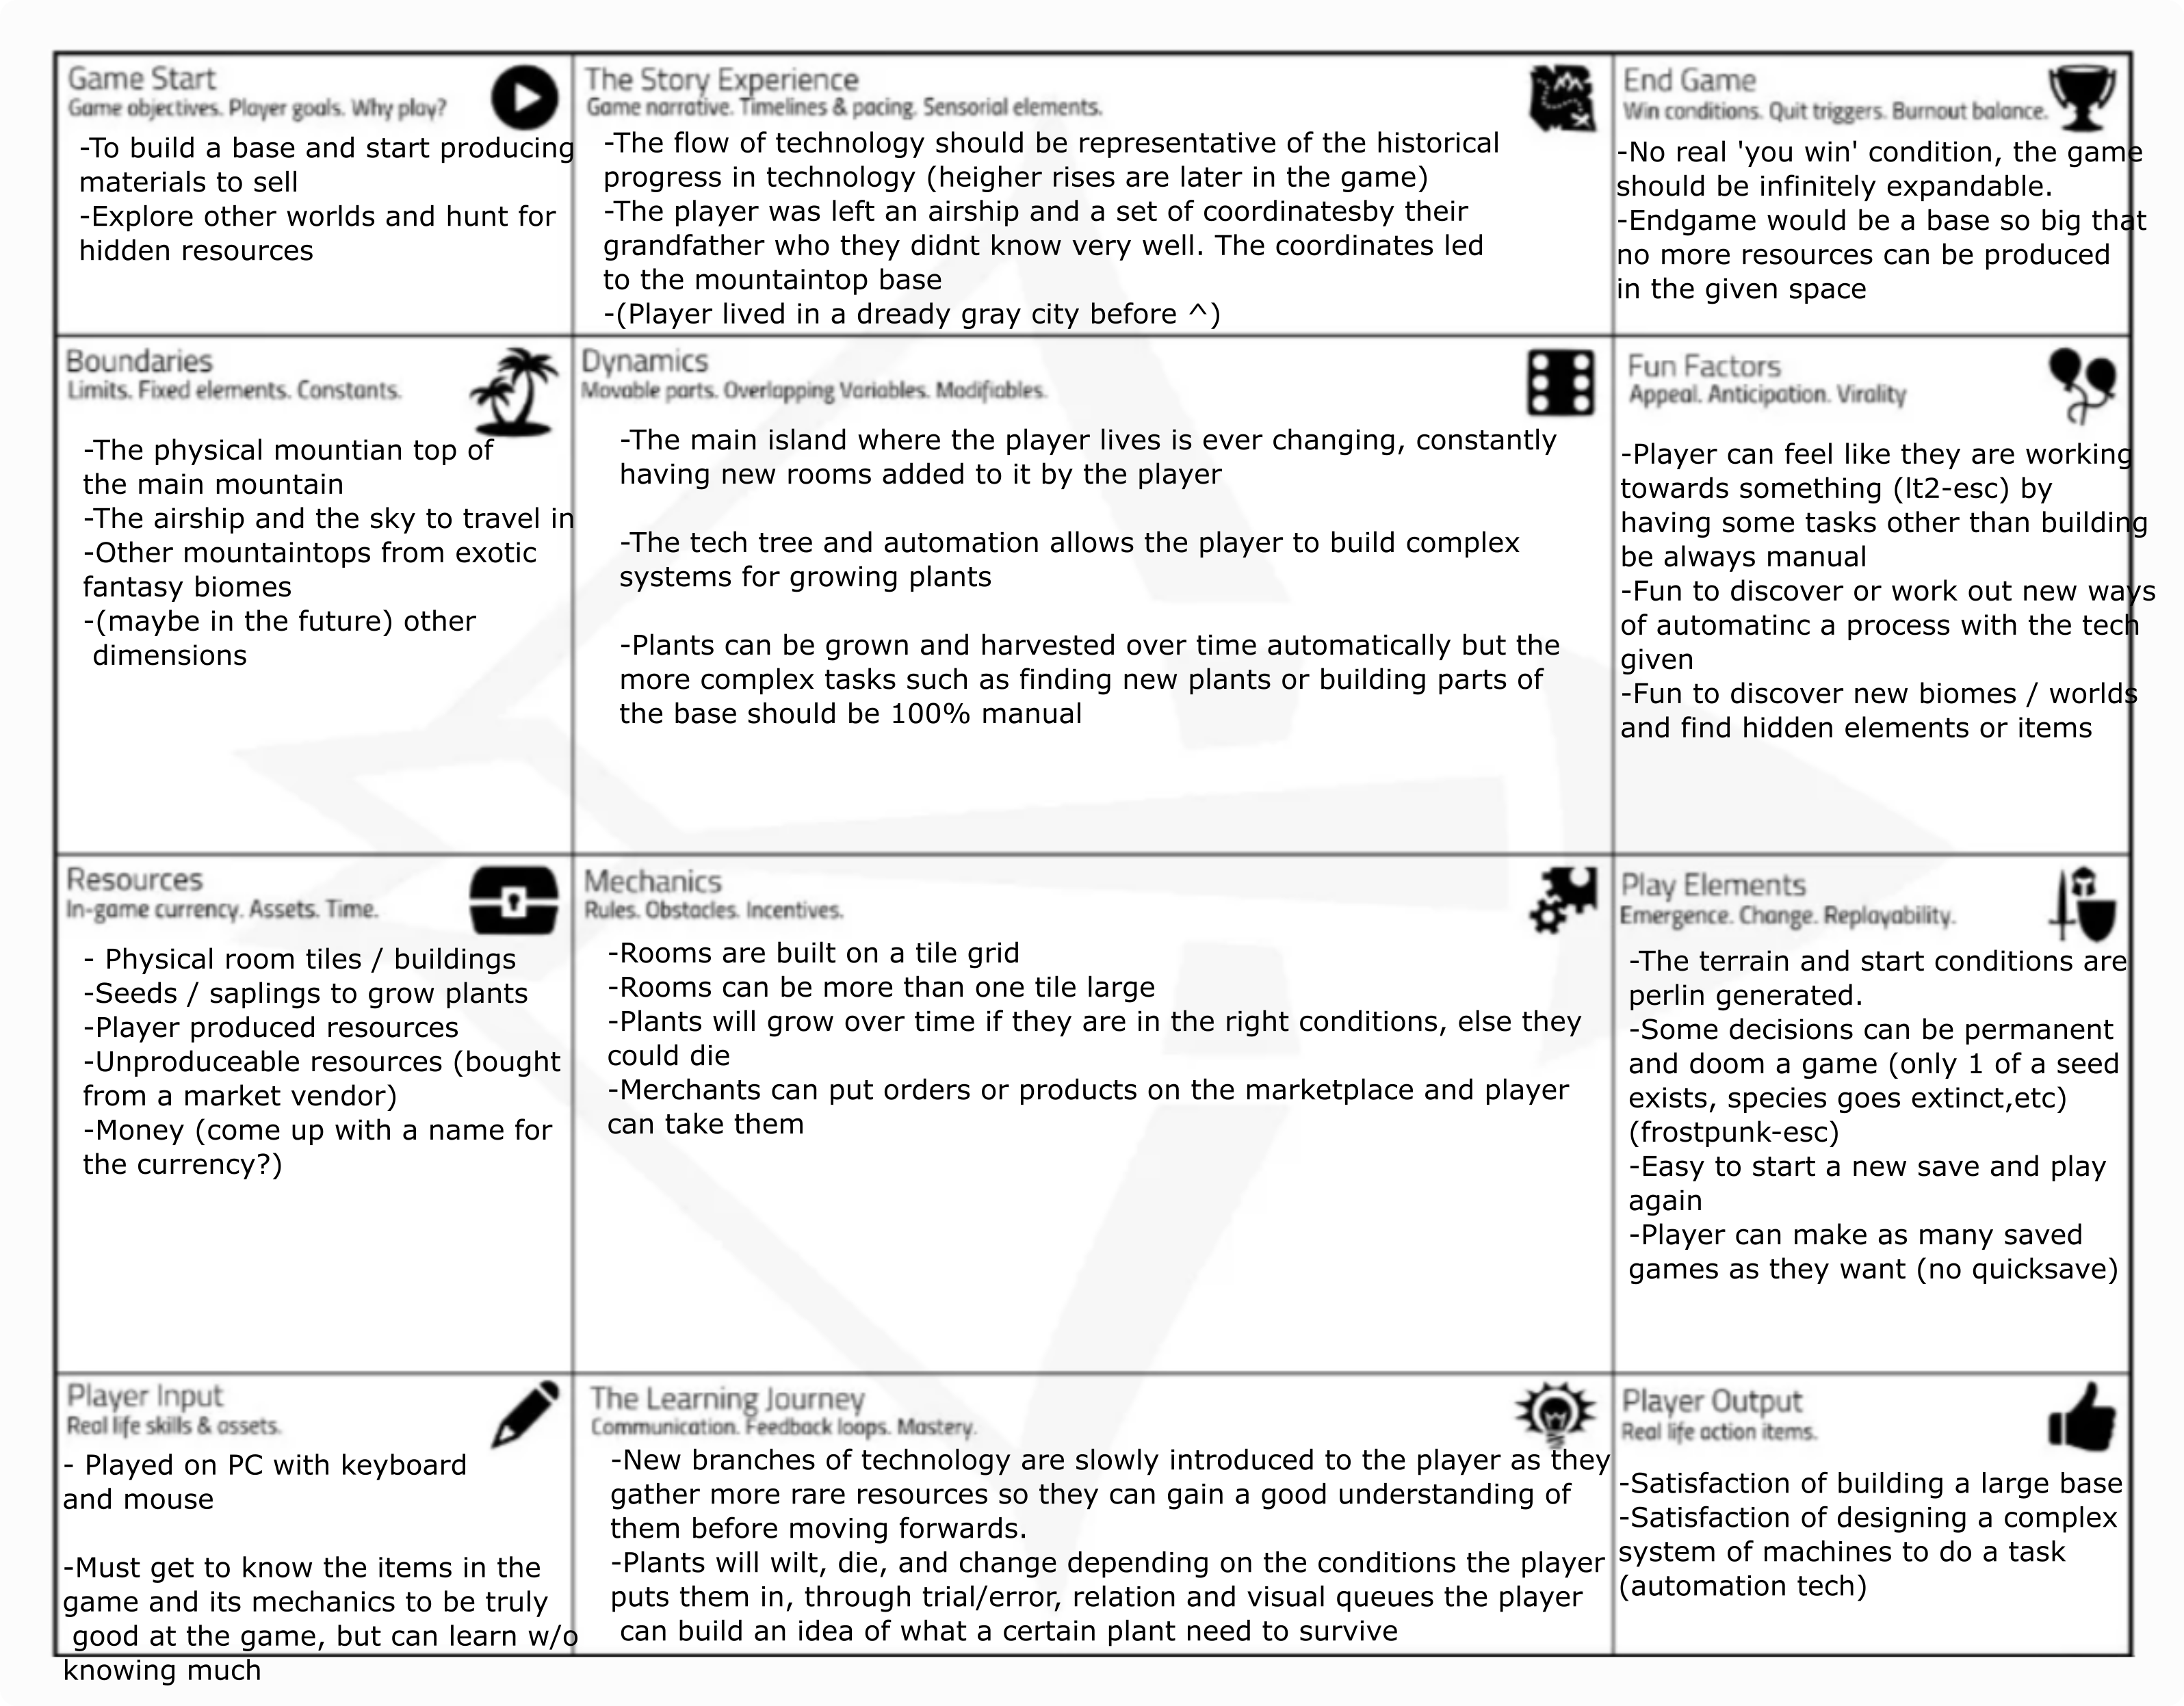 Game Start
Game objectives. Player goals. Why play?
-To build a base and start producing
materials to sell
-Explore other worlds and hunt for
hidden resources
The Story Experience
Game narrative. Timelines & pacing. Sensorial elements.
-The flow of technology should be representative of the historical
progress in technology (heigher rises are later in the game)
-The player was left an airship and a set of coordinatesby their
grandfather who they didnt know very well. The coordinates led
to the mountaintop base
-(Player lived in a dready gray city before ^)
End Game
Win conditions. Quit triggers. Burnout balance.
-No real 'you win' condition, the game
should be infinitely expandable.
-Endgame would be a base so big that
no more resources can be produced
in the given space
Boundaries
Limits. Fixed elements. Constants.
-The physical mountian top of
the main mountain
-The airship and the sky to travel in
-Other mountaintops from exotic
fantasy biomes
-(maybe in the future) other
dimensions
Dynamics
Movable parts. Overlapping Variables. Modifiables.
-The main island where the player lives is ever changing, constantly
having new rooms added to it by the player
-The tech tree and automation allows the player to build complex
systems for growing plants
-Plants can be grown and harvested over time automatically but the
more complex tasks such as finding new plants or building parts of
the base should be 100% manual
Fun Factors
Appeal. Anticipation. Virality
-Player can feel like they are working
towards something (lt2-esc) by
having some tasks other than building
be always manual
-Fun to discover or work out new ways
of automatinc a process with the tech
given
-Fun to discover new biomes / worlds
and find hidden elements or items
Resources
In-game currency. Assets. Time.
- Physical room tiles / buildings
-Seeds / saplings to grow plants
-Player produced resources
-Unproduceable resources (bought
from a market vendor)
-Money (come up with a name for
the currency?)
Mechanics
Rules. Obstacles. Incentives.
-Rooms are built on a tile grid
-Rooms can be more than one tile large
-Plants will grow over time if they are in the right conditions, else they
could die
-Merchants can put orders or products on the marketplace and player
can take them
Play Elements
Emergence. Change. Replayability.
-The terrain and start conditions are
perlin generated.
-Some decisions can be permanent
and doom a game (only 1 of a seed
exists, species goes extinct,etc)
(frostpunk-esc)
-Easy to start a new save and play
again
-Player can make as many saved
games as they want (no quicksave)
Player Input
Real life skills & assets.
- Played on PC with keyboard
and mouse
-Must get to know the items in the
game and its mechanics to be truly
good at the game, but can learn w/o
knowing much
The Learning Journey
Communication. Feedback loops. Mastery.
-New branches of technology are slowly introduced to the player as they
gather more rare resources so they can gain a good understanding of
them before moving forwards.
-Plants will wilt, die, and change depending on the conditions the player
puts them in, through trial/error, relation and visual queues the player
can build an idea of what a certain plant need to survive
Player Output
Real life action items.
-Satisfaction of building a large base
-Satisfaction of designing a complex
system of machines to do a task
(automation tech)